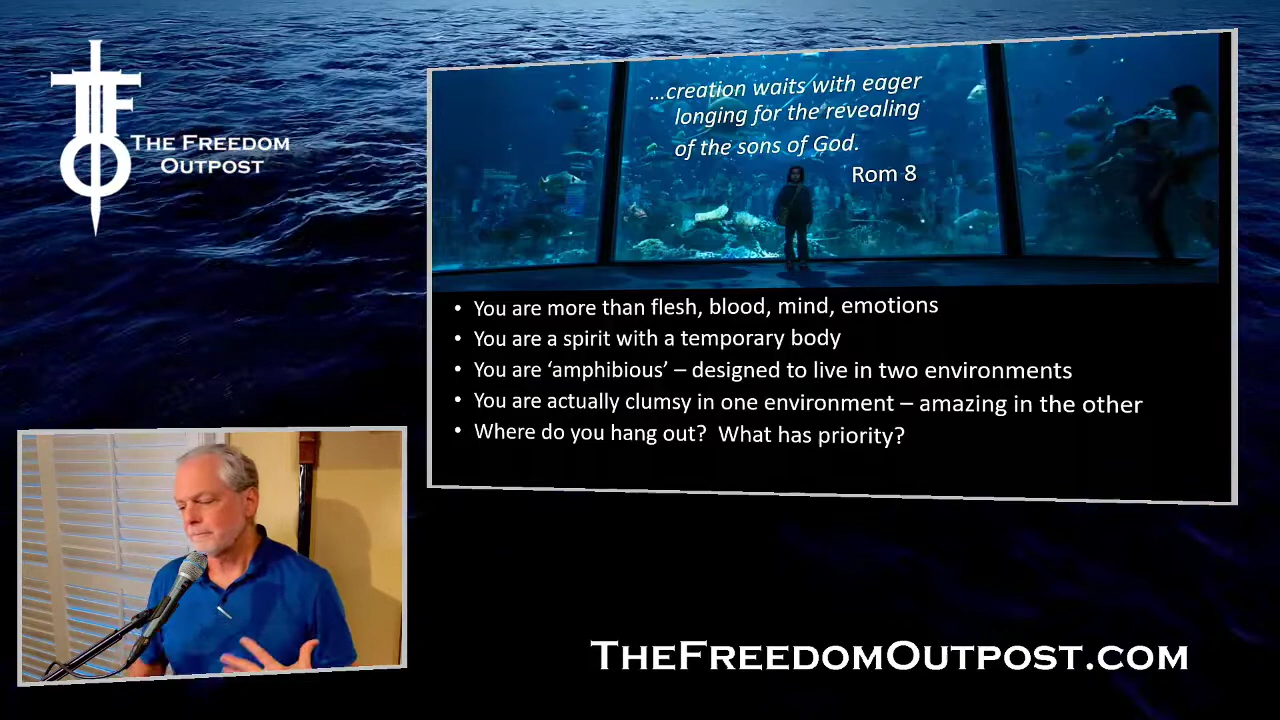 THE FREEDOM
OUTPOST
...creation waits with eager
longing for the revealing
of the sons of God.
Rom 8
• You are more than flesh, blood, mind, emotions
• You are a spirit with a temporary body
• You are ‘amphibious’ – designed to live in two environments
• You are actually clumsy in one environment – amazing in the other
• Where do you hang out? What has priority?
THEFREEDOMOUTPOST.COM